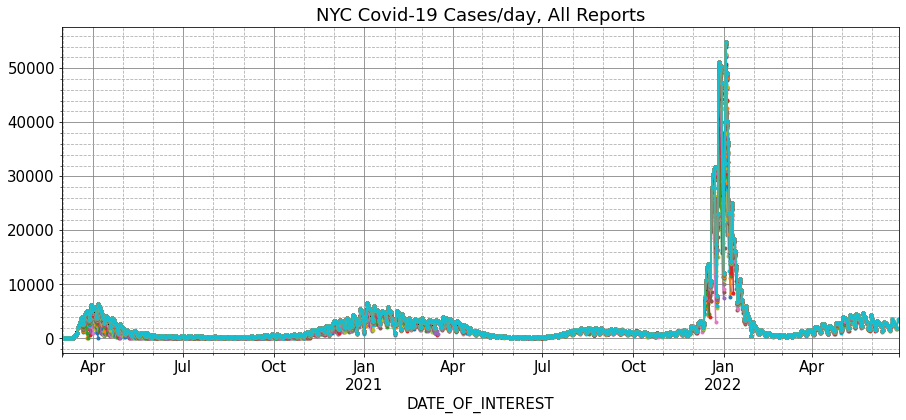 NYC Covid-19 Cases/day, All Reports
50000
40000
30000
20000
10000
0
Apr Jul Oct Jan Apr Jul Oct Jan Apr
2021 2022
DATE_OF_INTEREST